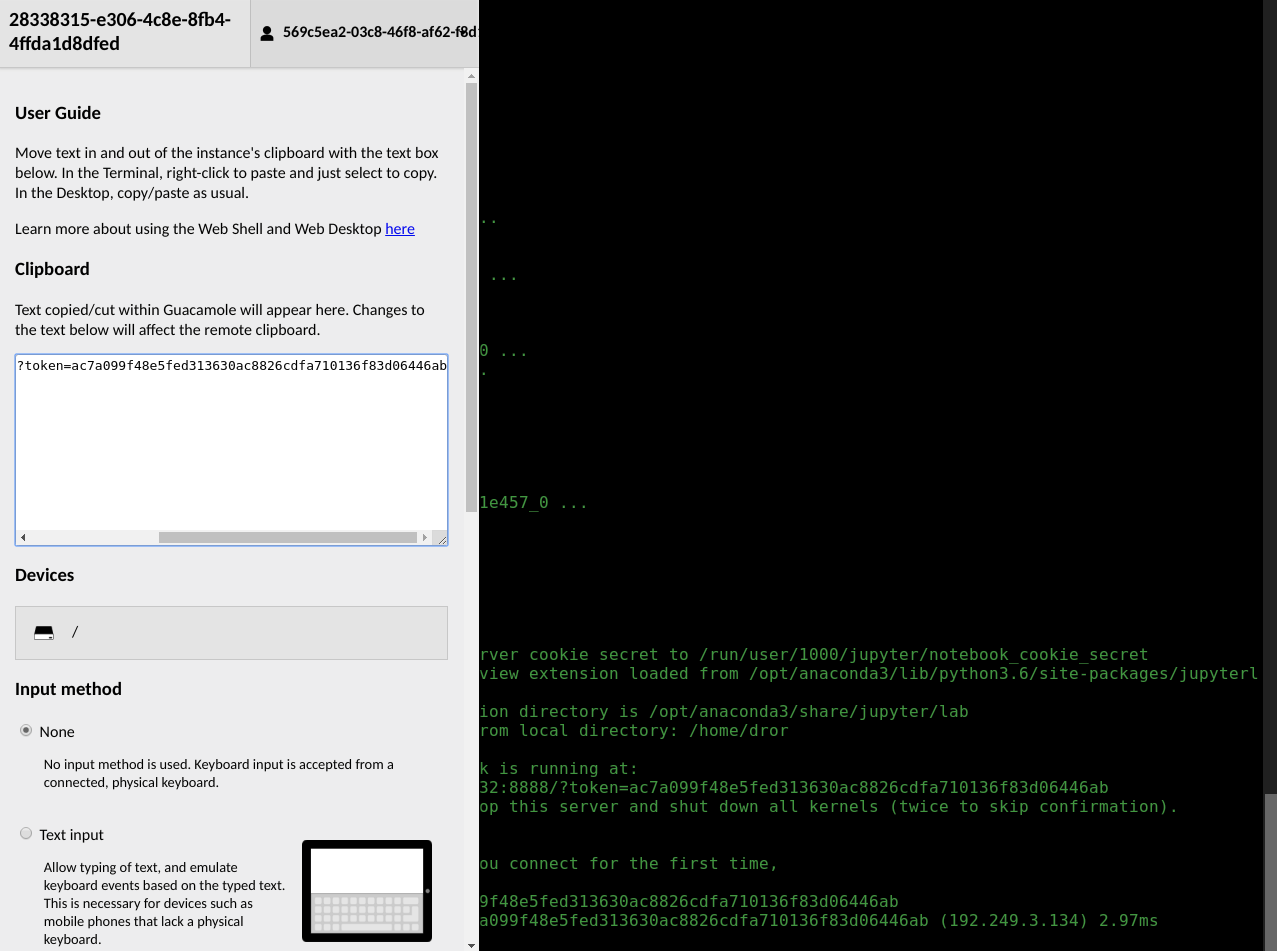 28338315-e306-4c8e-8fb4-
4ffda1d8dfed
569c5ea2-03c8-46f8-af62-f8d
User Guide
Move text in and out of the instance's clipboard with the text box
below. In the Terminal, right-click to paste and just select to copy.
In the Desktop, copy/paste as usual.
Learn more about using the Web Shell and Web Desktop here
Clipboard
Text copied/cut within Guacamole will appear here. Changes to
the text below will affect the remote clipboard.
?token=ac7a099f48e5fed313630ac8826cdfa710136f83d06446ab
Devices
/
Input method
None
No input method is used. Keyboard input is accepted from a
connected, physical keyboard.
Text input
Allow typing of text, and emulate
keyboard events based on the typed text.
This is necessary for devices such as
mobile phones that lack a physical
keyboard.
..
...
0 ...
.
1e457_0 ...
rver cookie secret to /run/user/1000/jupyter/notebook_cookie_secret
view extension loaded from /opt/anaconda3/lib/python3.6/site-packages/jupyterl
ion directory is /opt/anaconda3/share/jupyter/lab
rom local directory: /home/dror
k is running at:
32:8888/?token=ac7a099f48e5fed313630ac8826cdfa710136f83d06446ab
op this server and shut down all kernels (twice to skip confirmation).
ou connect for the first time,
9f48e5fed313630ac8826cdfa710136f83d06446ab
a099f48e5fed313630ac8826cdfa710136f83d06446ab (192.249.3.134) 2.97ms